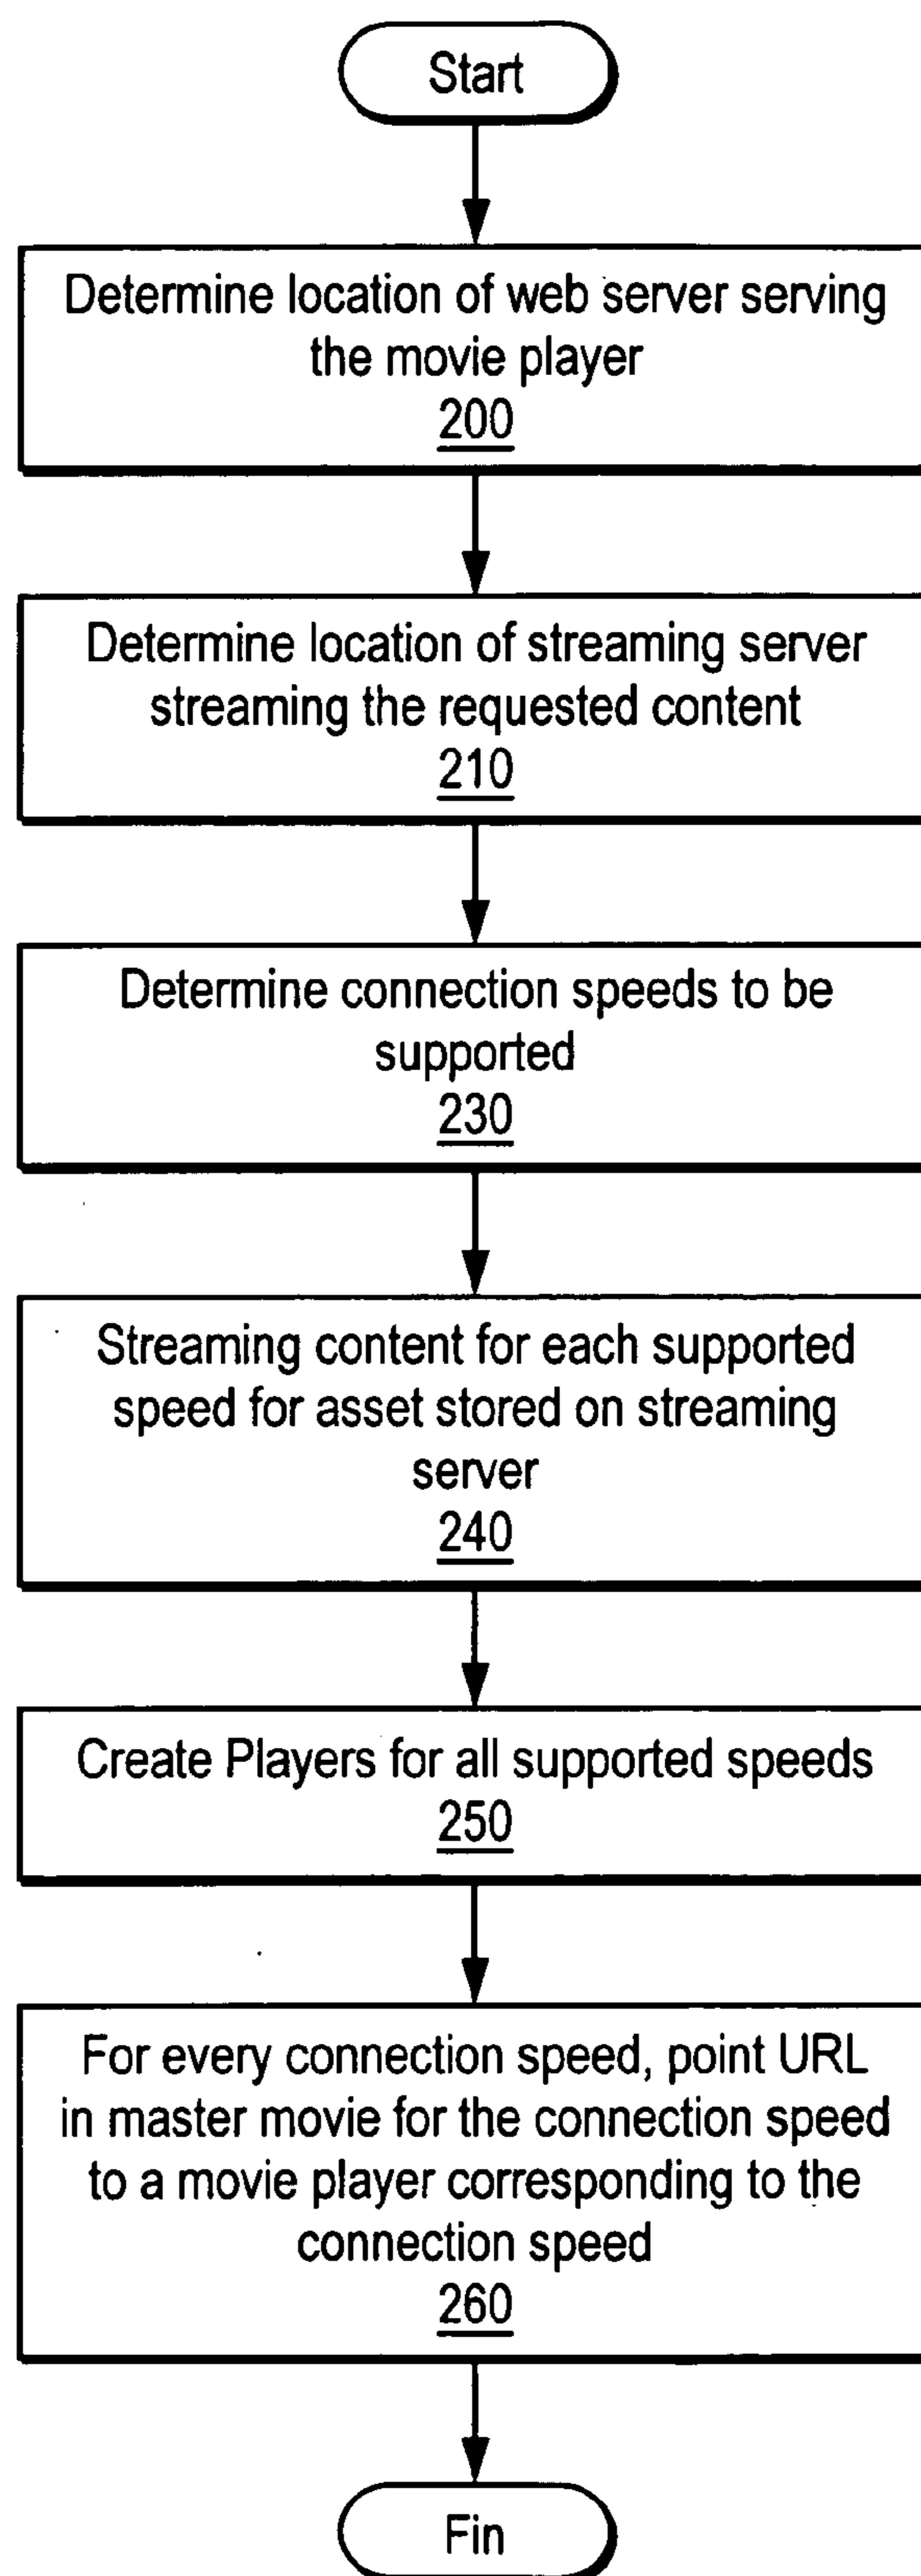 Start
Determine location of web server serving
the movie player
200
Determine location of streaming server
streaming the requested content
210
Determine connection speeds to be
supported
230
Streaming content for each supported
speed for asset stored on streaming
server
240
Create Players for all supported speeds
250
For every connection speed, point URL
in master movie for the connection speed
to a movie player corresponding to the
connection speed
260
Fin